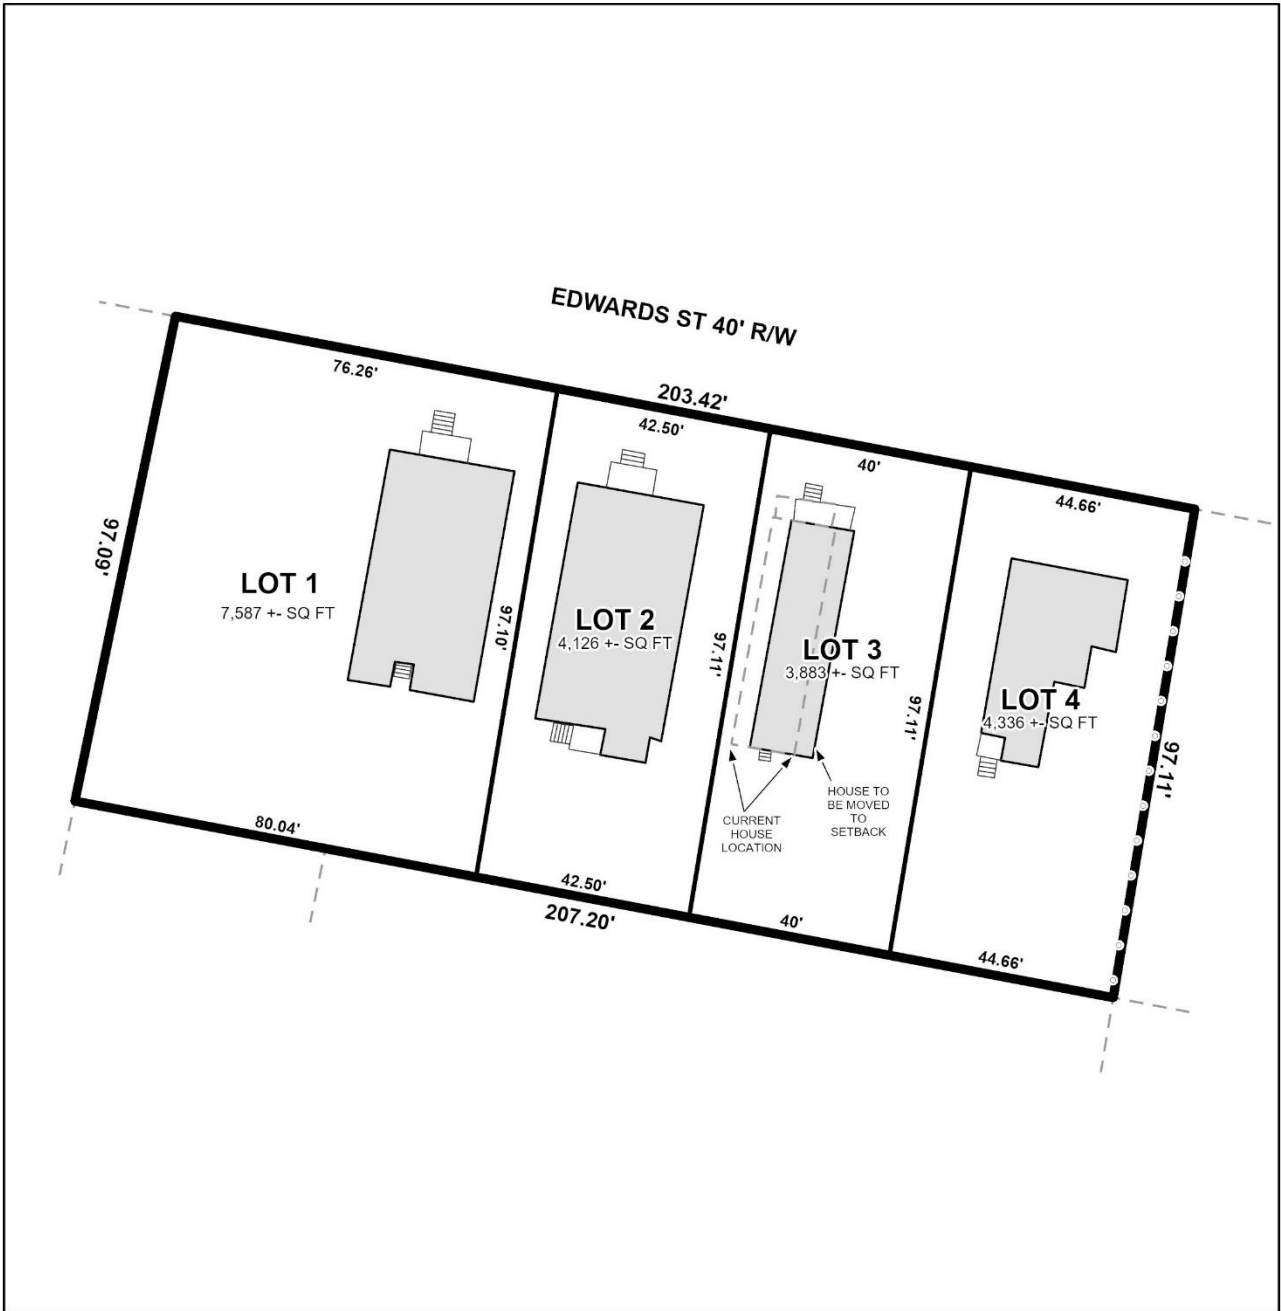 EDWARDS ST 40' R/W
203.42'
76.26'
42.50'
40'
44.66'
97.09'
LOT 1
7,587 +- SQ FT
97.10'
LOT 2
4,126 +- SQ FT
97.11'
LOT 3
3,883 +- SQ FT
97.11'
LOT 4
4,336 +- SQ FT
97.11'
CURRENT
HOUSE
LOCATION
HOUSE TO
BE MOVED
TO
SETBACK
80.04'
42.50'
207.20'
40'
44.66'